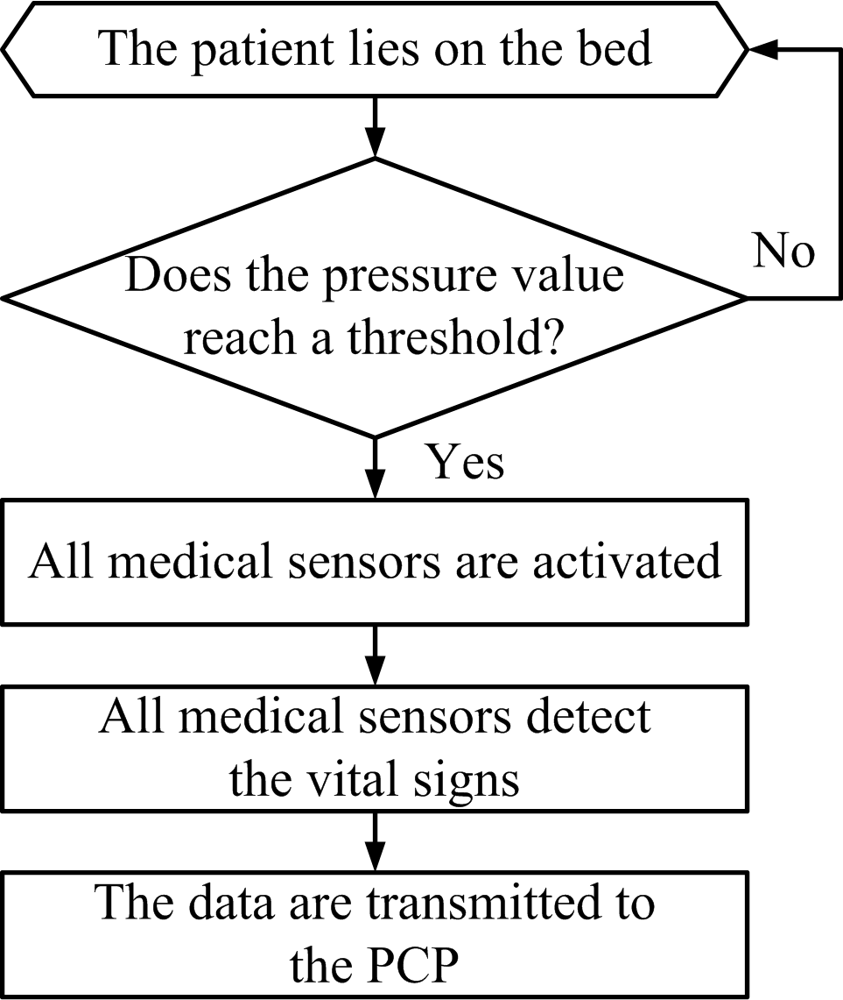 The patient lies on the bed
Does the pressure value
reach a threshold?
No
Yes
All medical sensors are activated
All medical sensors detect
the vital signs
The data are transmitted to
the PCP